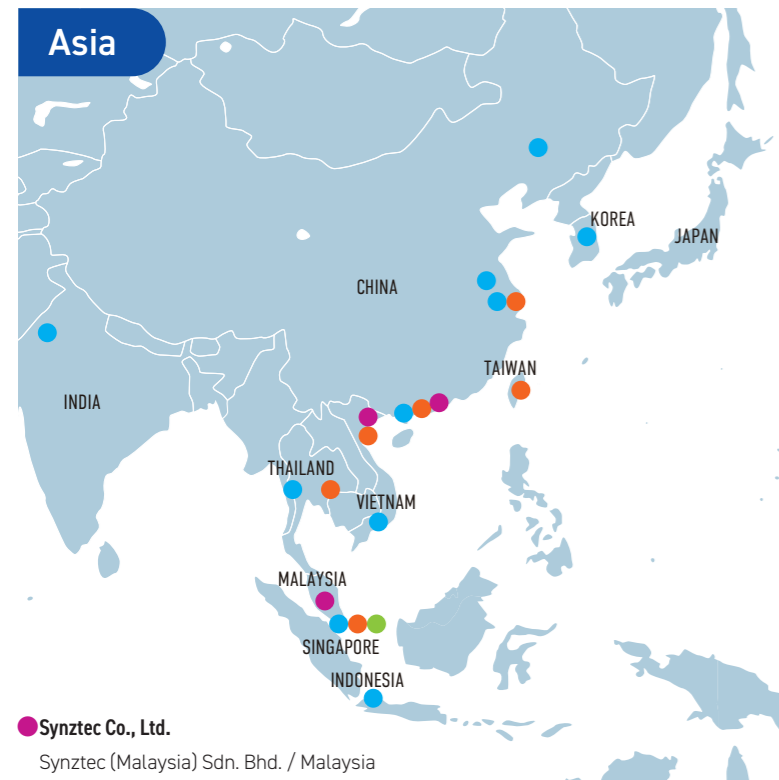 Asia
KOREA
JAPAN
CHINA
TAIWAN
INDIA
THAILAND
VIETNAM
MALAYSIA
SINGAPORE
INDONESIA
Synztec Co., Ltd.
Synztec (Malaysia) Sdn. Bhd. / Malaysia